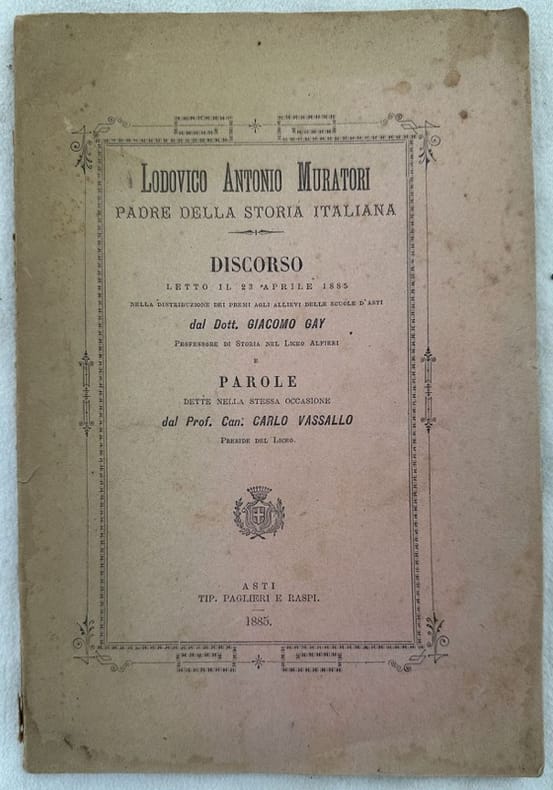 LODOVICO ANTONIO MURATORI
PADRE DELLA STORIA ITALIANA
DISCORSO
LETTO IL 23 APRILE 1885
NELLA DISTRIBUZIONE DEI PREMI AGLI ALLIEVI DELLE SCUOLE D'ASTI
dal Dott. GIACOMO GAY
PROFESSORE DI STORIA NEL LICEO ALFIERI
E
PAROLE
DETTE NELLA STESSA OCCASIONE
dal Prof. Can. CARLO VASSALLO
PRESIDE DEL LICEO.
ASTI
TIP. PAGLIERI E RASPI.
1885.